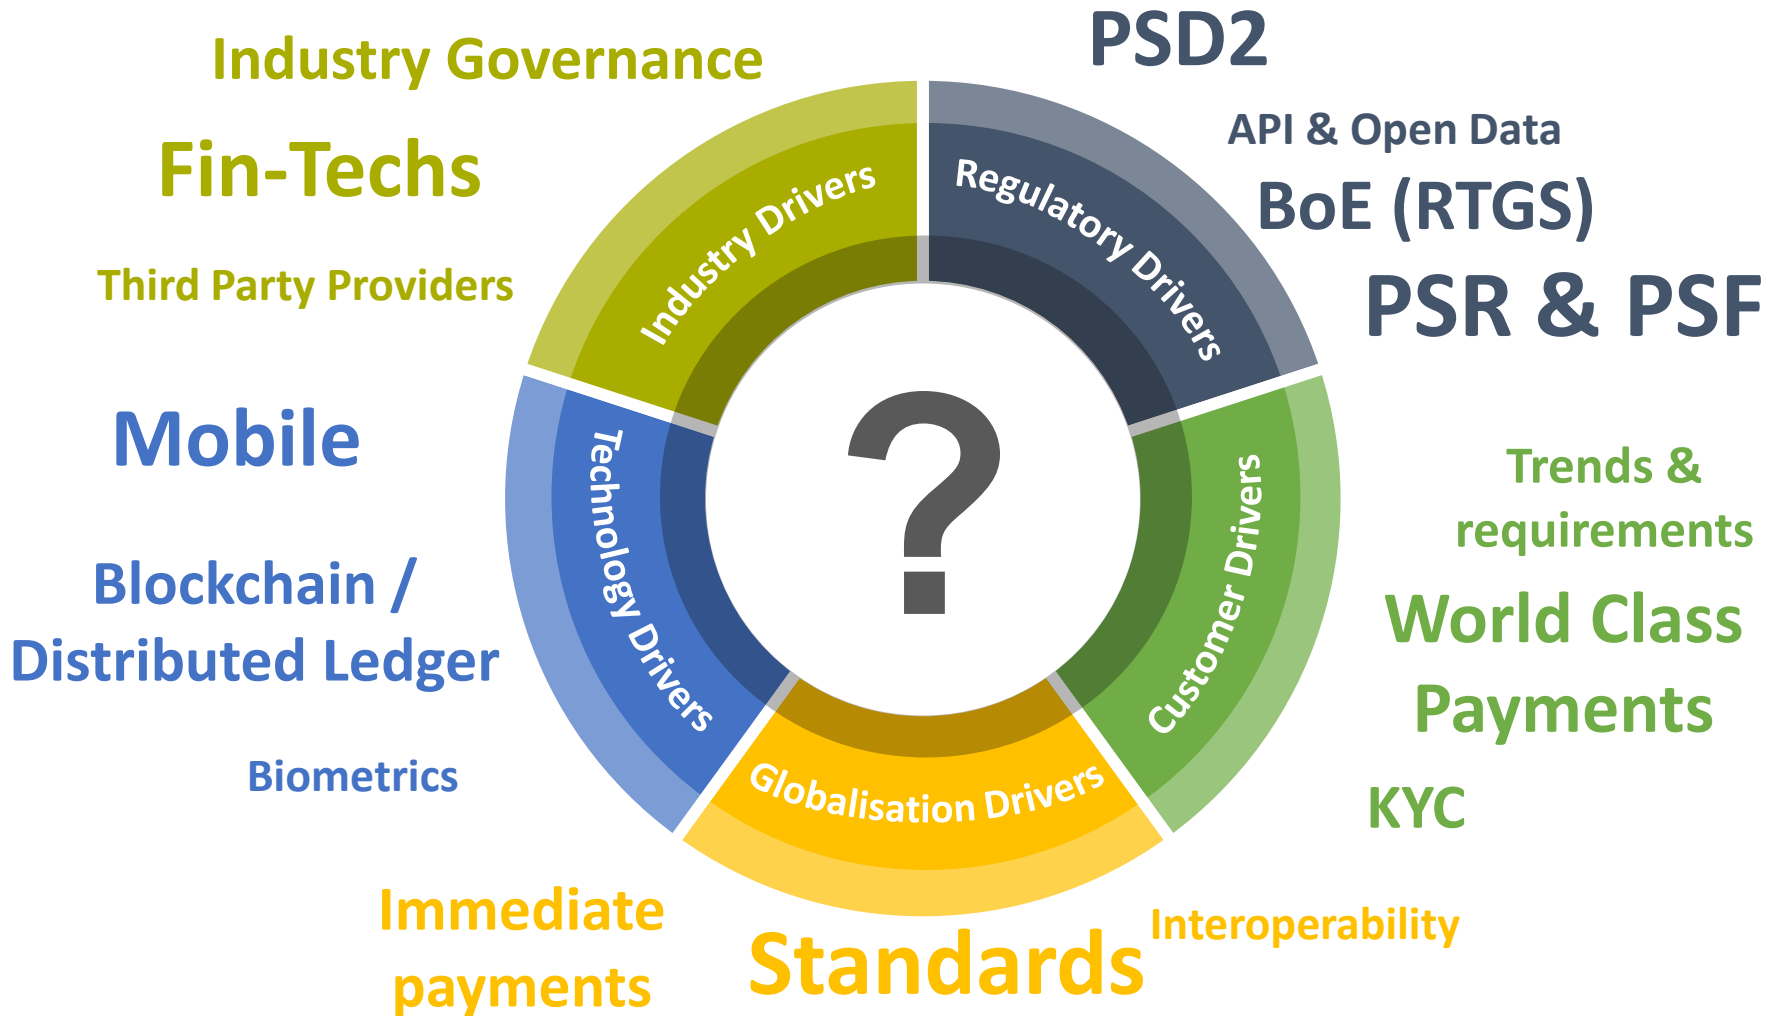 Industry Governance
Fin-Techs
Third Party Providers
PSD2
API & Open Data
BoE (RTGS)
PSR & PSF
Industry Drivers
Regulatory Drivers
Technology Drivers
Customer Drivers
Globalisation Drivers
?
Mobile
Blockchain /
Distributed Ledger
Biometrics
Trends &
requirements
World Class
Payments
KYC
Immediate
payments
Standards
Interoperability